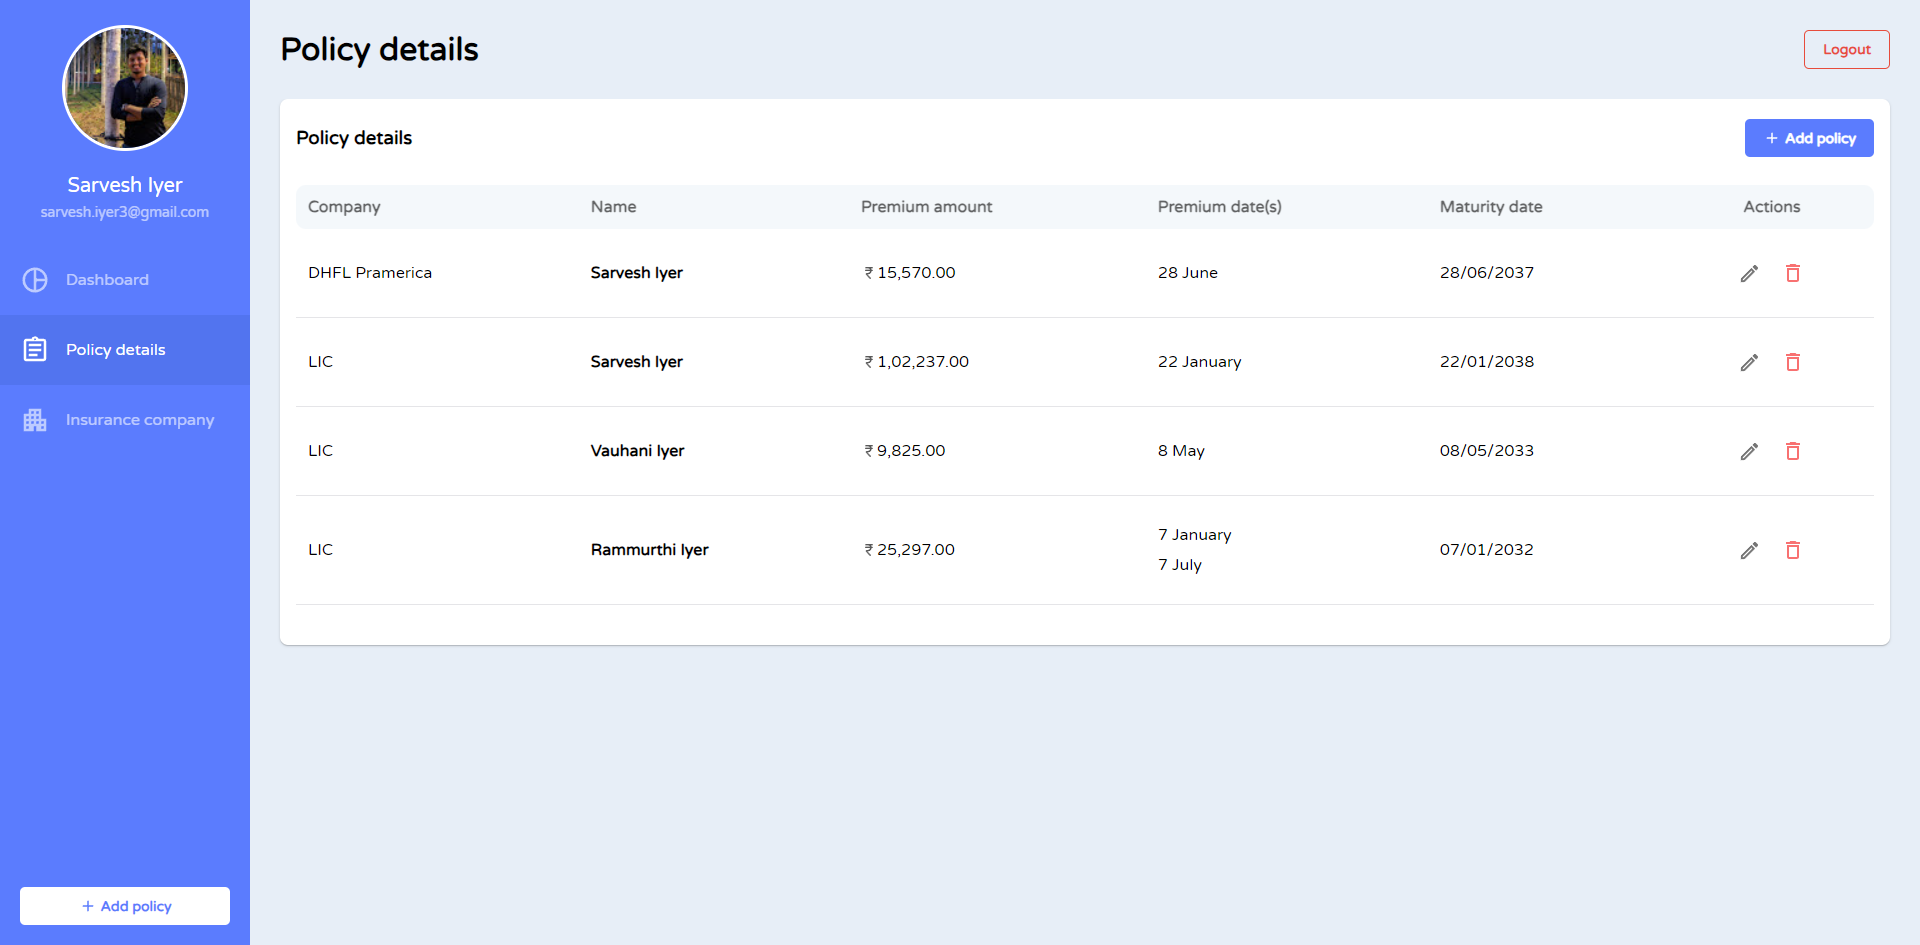 Sarvesh Iyer
sarvesh.iyer3@gmail.com
Dashboard
Policy details
Insurance company
+ Add policy
Policy details
Logout
Policy details
+ Add policy
Company Name Premium amount Premium date(s) Maturity date Actions
DHFL Pramerica Sarvesh Iyer ₹ 15,570.00 28 June 28/06/2037
LIC Sarvesh Iyer ₹ 1,02,237.00 22 January 22/01/2038
LIC Vauhani Iyer ₹ 9,825.00 8 May 08/05/2033
LIC Rammurthi Iyer ₹ 25,297.00 7 January 07/01/2032
7 July